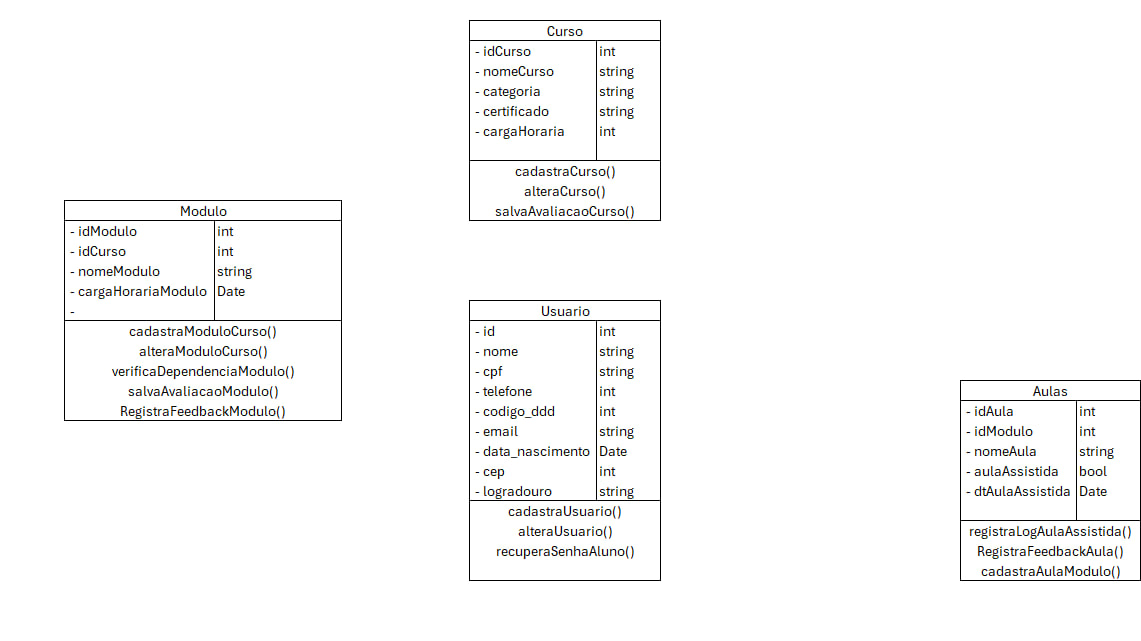 Curso
- idCurso int
- nomeCurso string
- categoria string
- certificado string
- cargaHoraria int
cadastraCurso()
alteraCurso()
salvaAvaliacaoCurso()
Modulo
- idModulo int
- idCurso int
- nomeModulo string
- cargaHorariaModulo Date
-
cadastraModuloCurso()
alteraModuloCurso()
verificaDependenciaModulo()
salvaAvaliacaoModulo()
RegistraFeedbackModulo()
Usuario
- id int
- nome string
- cpf string
- telefone int
- codigo_ddd int
- email string
- data_nascimento Date
- cep int
- logradouro string
cadastraUsuario()
alteraUsuario()
recuperaSenhaAluno()
Aulas
- idAula int
- idModulo int
- nomeAula string
- aulaAssistida bool
- dtAulaAssistida Date
registraLogAulaAssistida()
RegistraFeedbackAula()
cadastraAulaModulo()